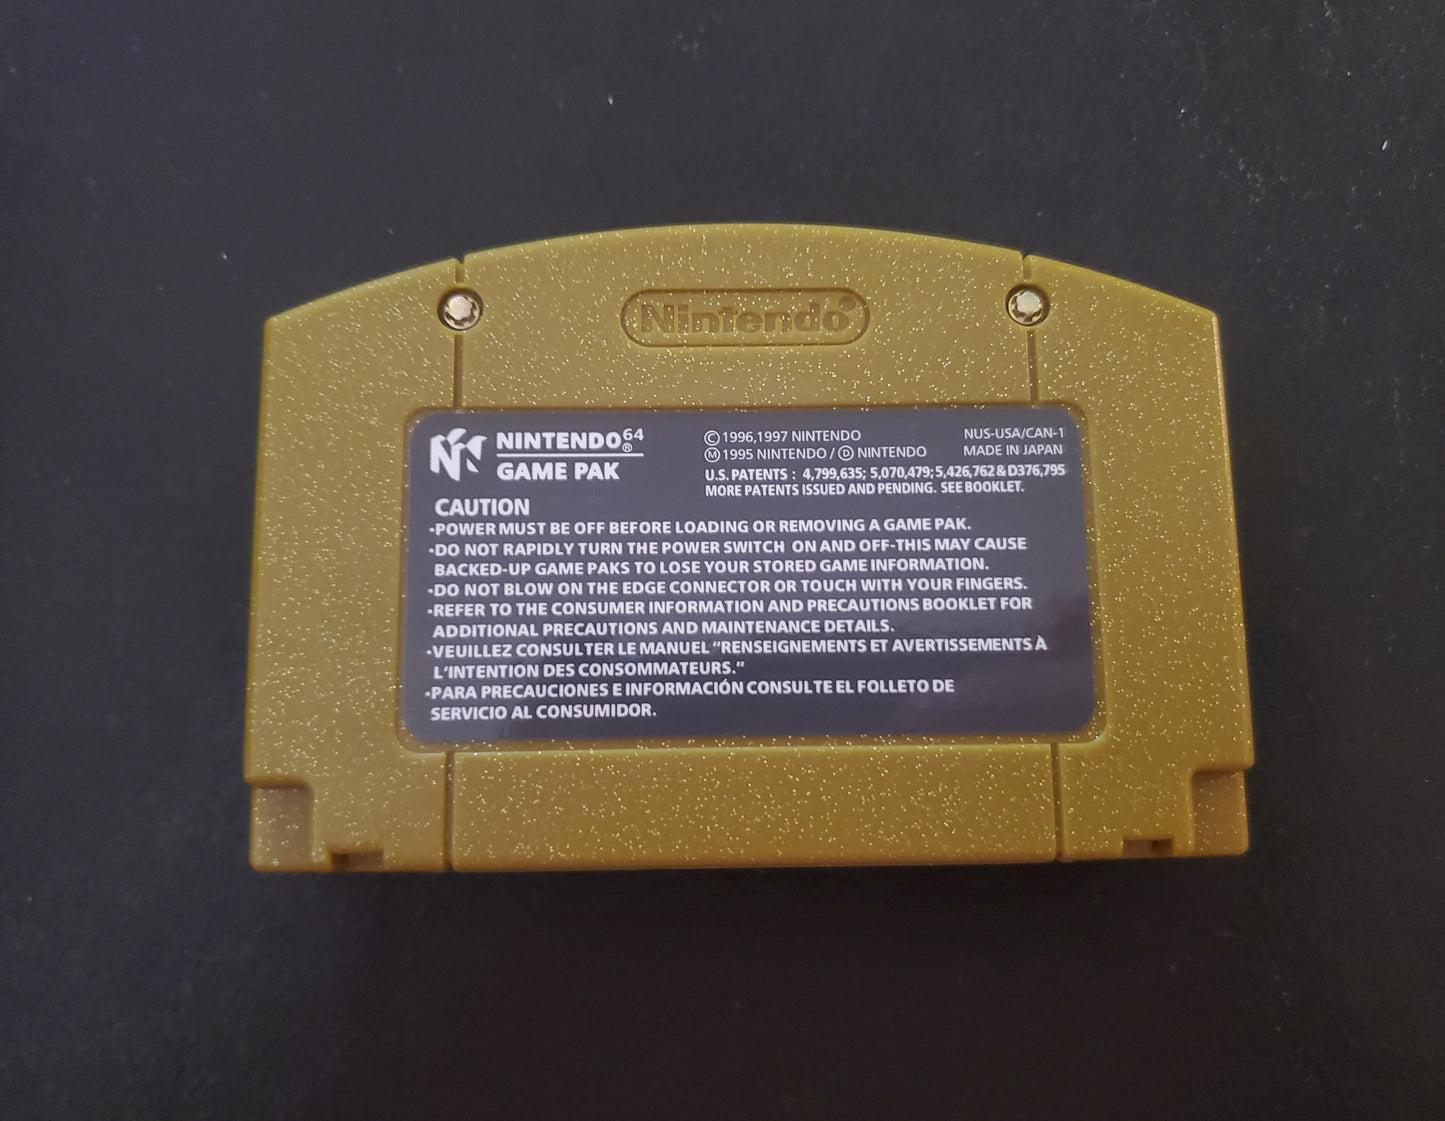 Nintendo
NINTENDO64®
GAME PAK
©1996,1997 NINTENDO
Ⓜ1995 NINTENDO / Ⓓ NINTENDO
NUS-USA/CAN-1
MADE IN JAPAN
U.S. PATENTS : 4,799,635; 5,070,479; 5,426,762 & D376,795
MORE PATENTS ISSUED AND PENDING. SEE BOOKLET.
CAUTION
·POWER MUST BE OFF BEFORE LOADING OR REMOVING A GAME PAK.
·DO NOT RAPIDLY TURN THE POWER SWITCH ON AND OFF-THIS MAY CAUSE
BACKED-UP GAME PAKS TO LOSE YOUR STORED GAME INFORMATION.
·DO NOT BLOW ON THE EDGE CONNECTOR OR TOUCH WITH YOUR FINGERS.
·REFER TO THE CONSUMER INFORMATION AND PRECAUTIONS BOOKLET FOR
ADDITIONAL PRECAUTIONS AND MAINTENANCE DETAILS.
·VEUILLEZ CONSULTER LE MANUEL "RENSEIGNEMENTS ET AVERTISSEMENTS À
L'INTENTION DES CONSOMMATEURS."
·PARA PRECAUCIONES E INFORMACIÓN CONSULTE EL FOLLETO DE
SERVICIO AL CONSUMIDOR.